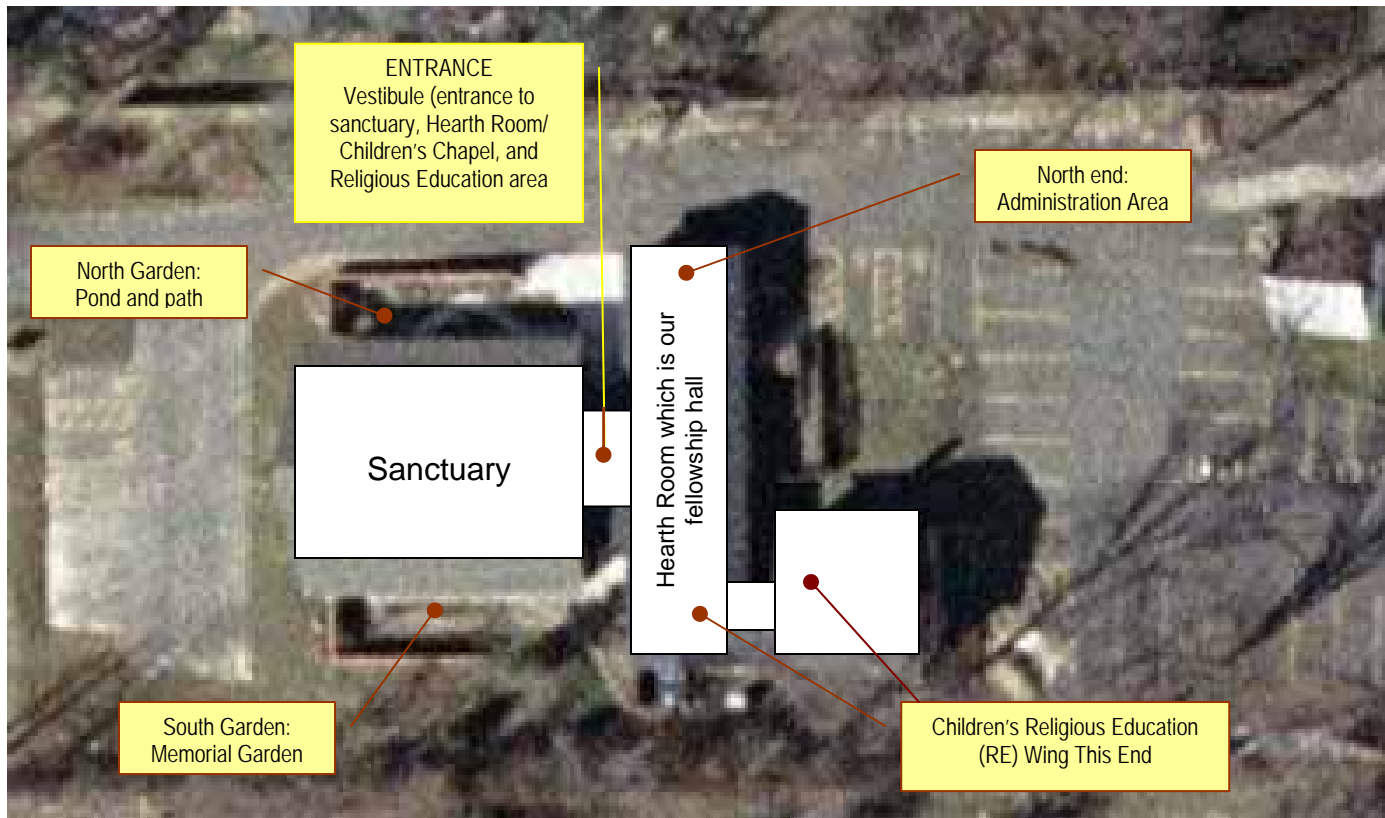 ENTRANCE
Vestibule (entrance to
sanctuary, Hearth Room/
Children's Chapel, and
Religious Education area
North end:
Administration Area
North Garden:
Pond and path
Sanctuary
Hearth Room which is our
fellowship hall
South Garden:
Memorial Garden
Children's Religious Education
(RE) Wing This End